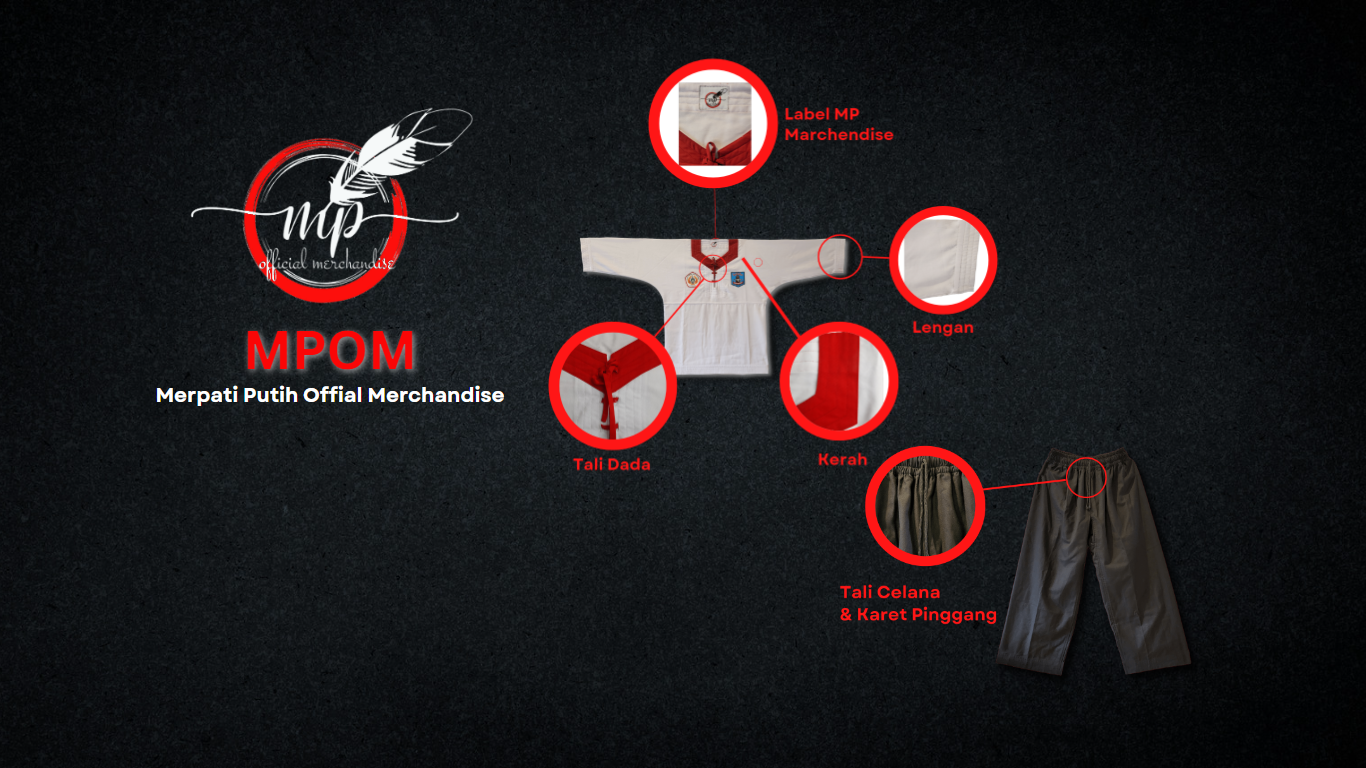 mp
official merchandise
MPOM
Merpati Putih Offial Merchandise
Label MP
Marchendise
Lengan
Tali Dada
Kerah
Tali Celana
& Karet Pinggang